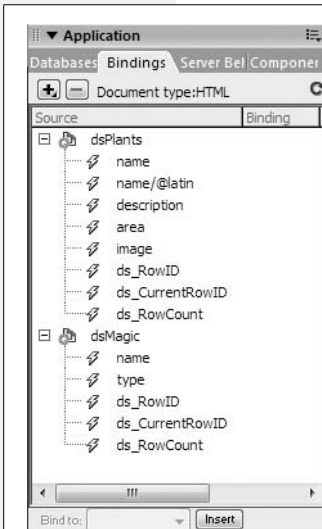 Application
Databases Bindings Server Bel Componer
Document type:HTML
Source Binding
dsPlants
name
name/@latin
description
area
image
ds_RowID
ds_CurrentRowID
ds_RowCount
dsMagic
name
type
ds_RowID
ds_CurrentRowID
ds_RowCount
Bind to: Insert